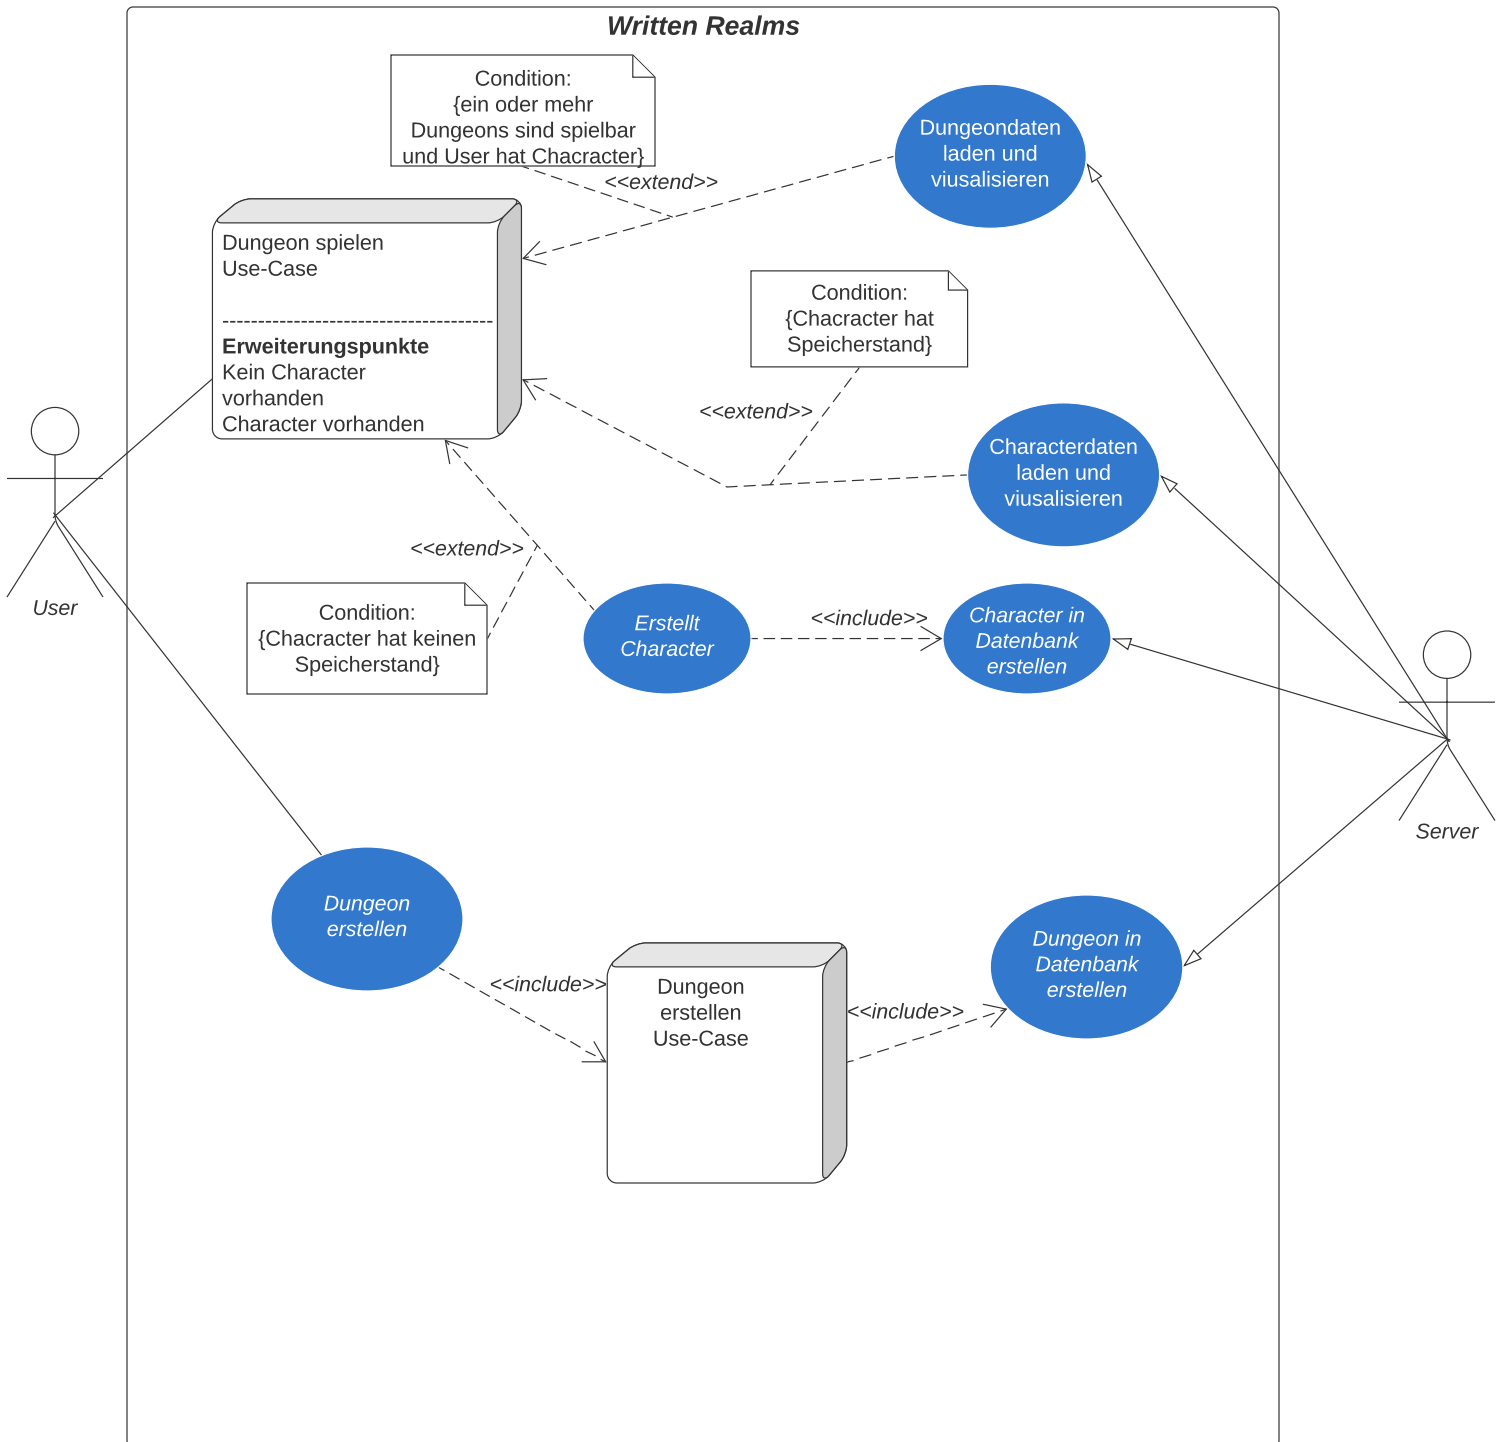 Written Realms
Condition:
{ein oder mehr
Dungeons sind spielbar
und User hat Chacracter}
<<extend>>
Dungeondaten
laden und
viusalisieren
Dungeon spielen
Use-Case
Erweiterungspunkte
Kein Character
vorhanden
Character vorhanden
Condition:
{Chacracter hat
Speicherstand}
<<extend>>
Characterdaten
laden und
viusalisieren
<<extend>>
User
Condition:
{Chacracter hat keinen
Speicherstand}
Erstellt
Character
<<include>>
Character in
Datenbank
erstellen
Server
Dungeon
erstellen
<<include>>
Dungeon
erstellen
Use-Case
<<include>>
Dungeon in
Datenbank
erstellen